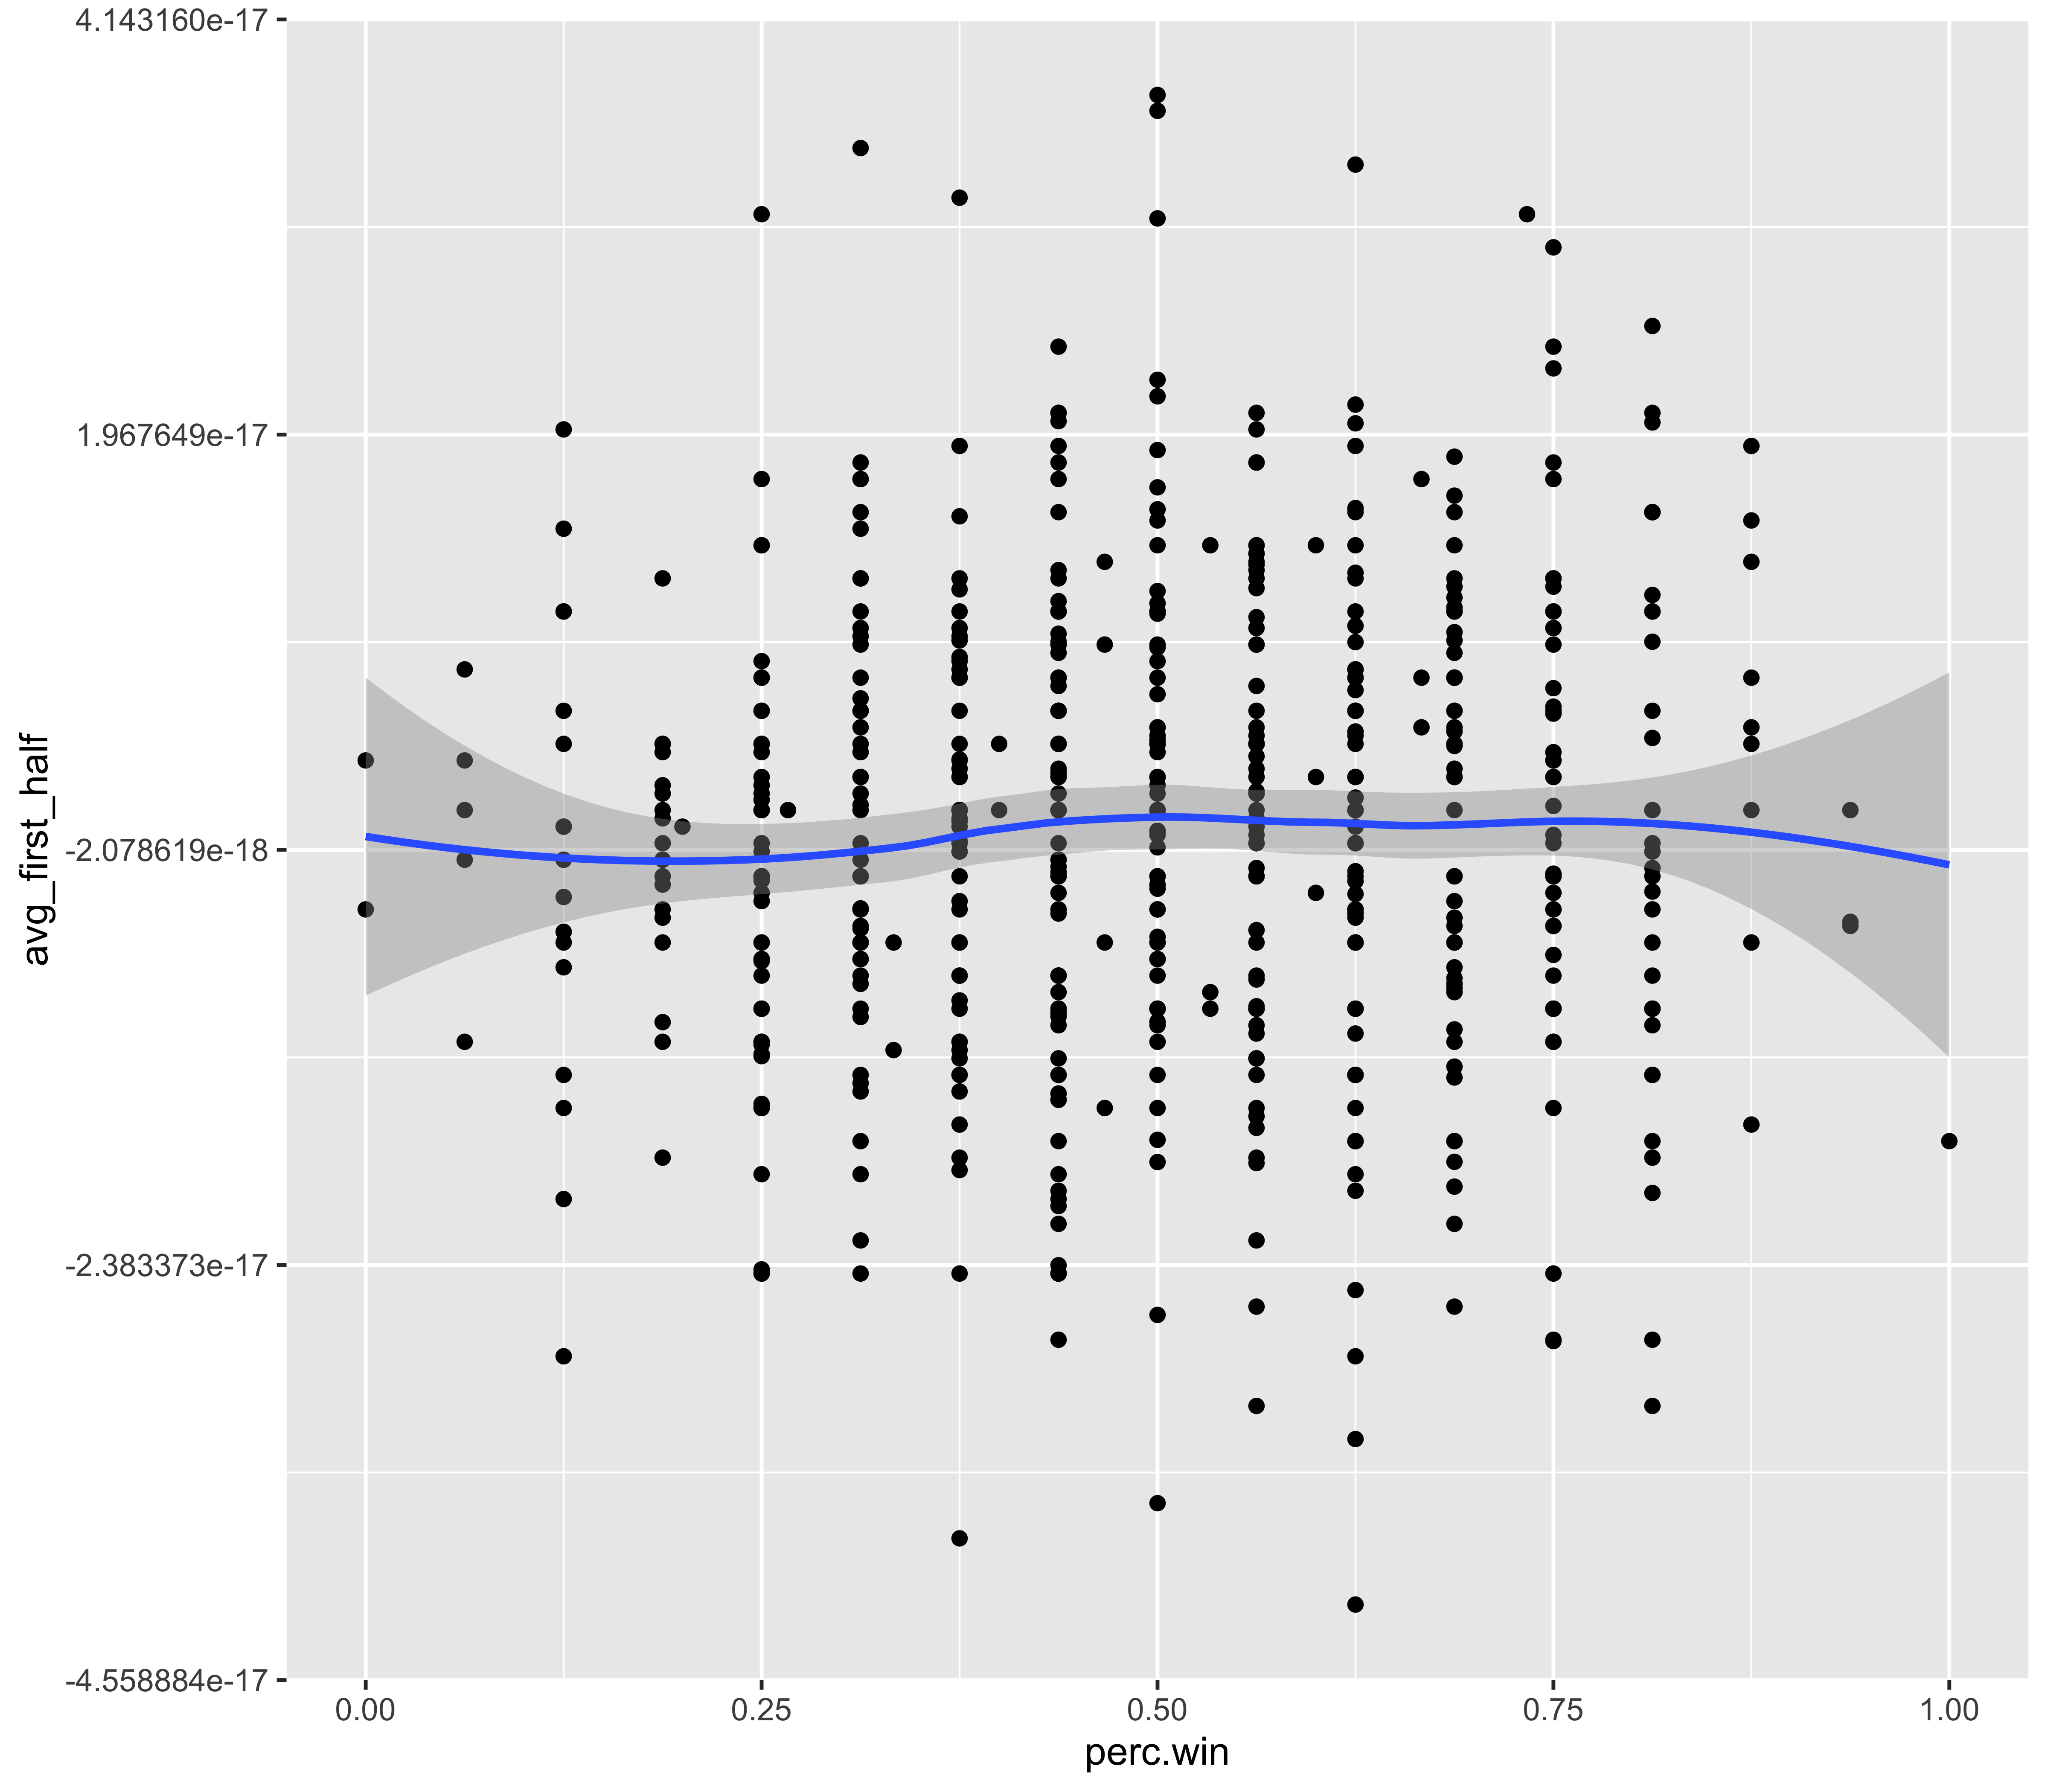 4.143160e-17
1.967649e-17
-2.078619e-18
-2.383373e-17
-4.558884e-17
avg_first_half
0.00
0.25
0.50
0.75
1.00
perc.win